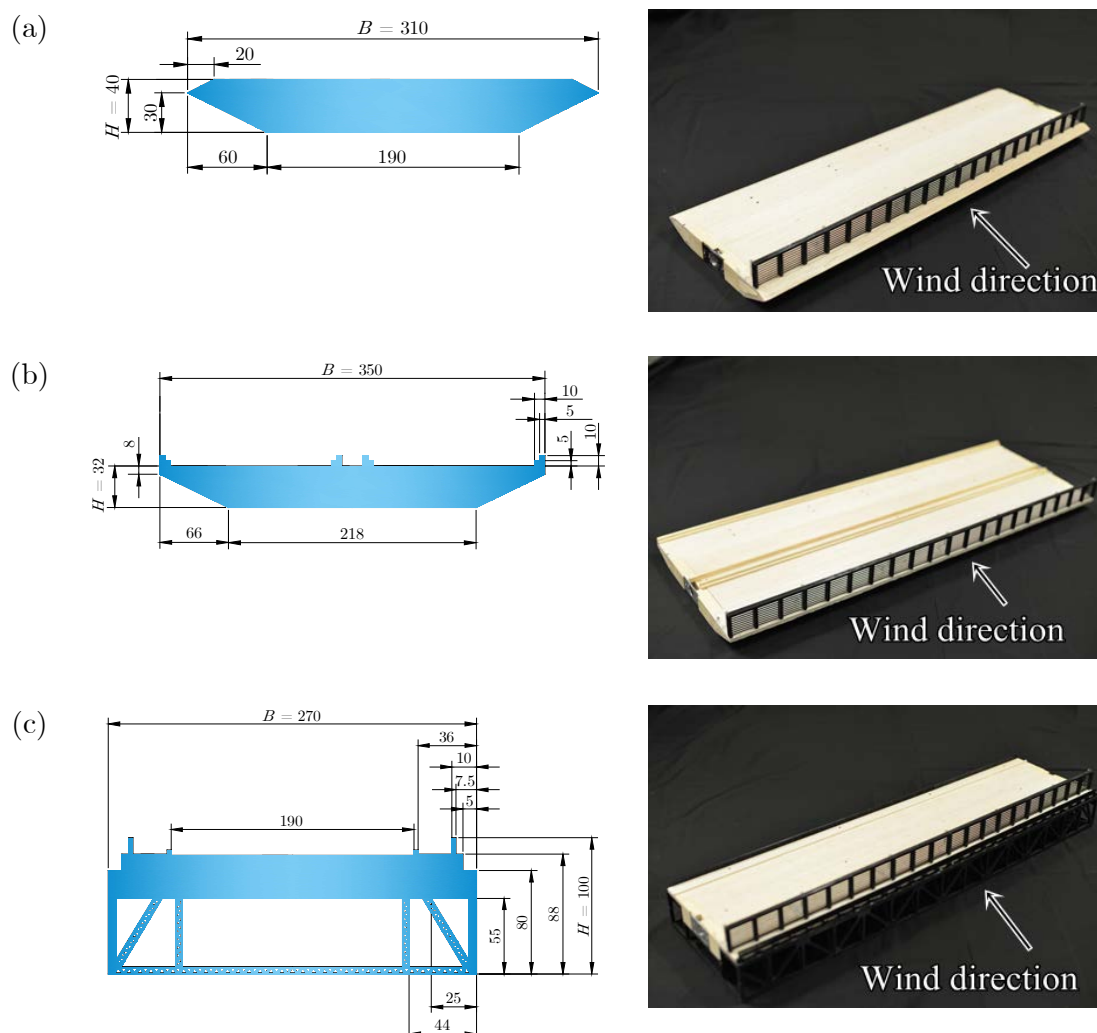 (a)
B = 310
20
H = 40
30
60
190
Wind direction
(b)
B = 350
10
5
8
5
10
H = 32
66
218
Wind direction
(c)
B = 270
36
10
7.5
5
190
55
80
88
H = 100
25
44
Wind direction